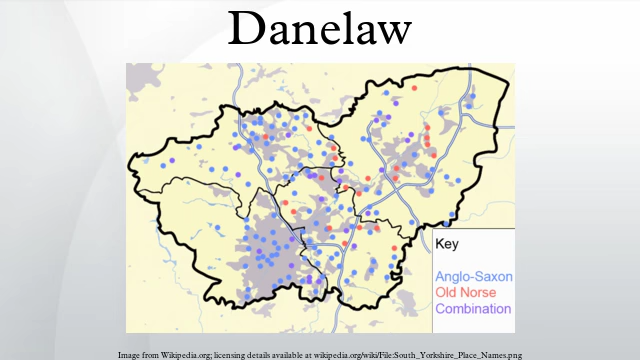 Danelaw
Key
Anglo-Saxon
Old Norse
Combination
Image from Wikipedia.org; licensing details available at wikipedia.org/wiki/File:South_Yorkshire_Place_Names.png